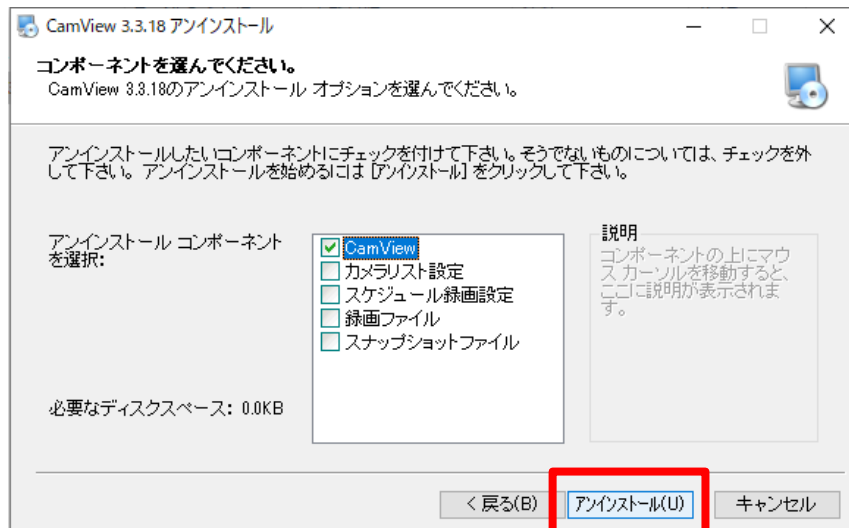 CamView 3.3.18 アンインストール
コンポーネントを選んでください。
CamView 3.3.18のアンインストール オプションを選んでください。
アンインストールしたいコンポーネントにチェックを付けて下さい。そうでないものについては、チェックを外
して下さい。 アンインストールを始めるには [アンインストール] をクリックして下さい。
アンインストール コンポーネント
を選択:
CamView
カメラリスト設定
スケジュール録画設定
録画ファイル
スナップショットファイル
説明
コンポーネントの上にマウ
ス カーソルを移動すると、
ここに説明が表示されま
す。
必要なディスクスペース: 0.0KB
< 戻る(B)
アンインストール(U)
キャンセル